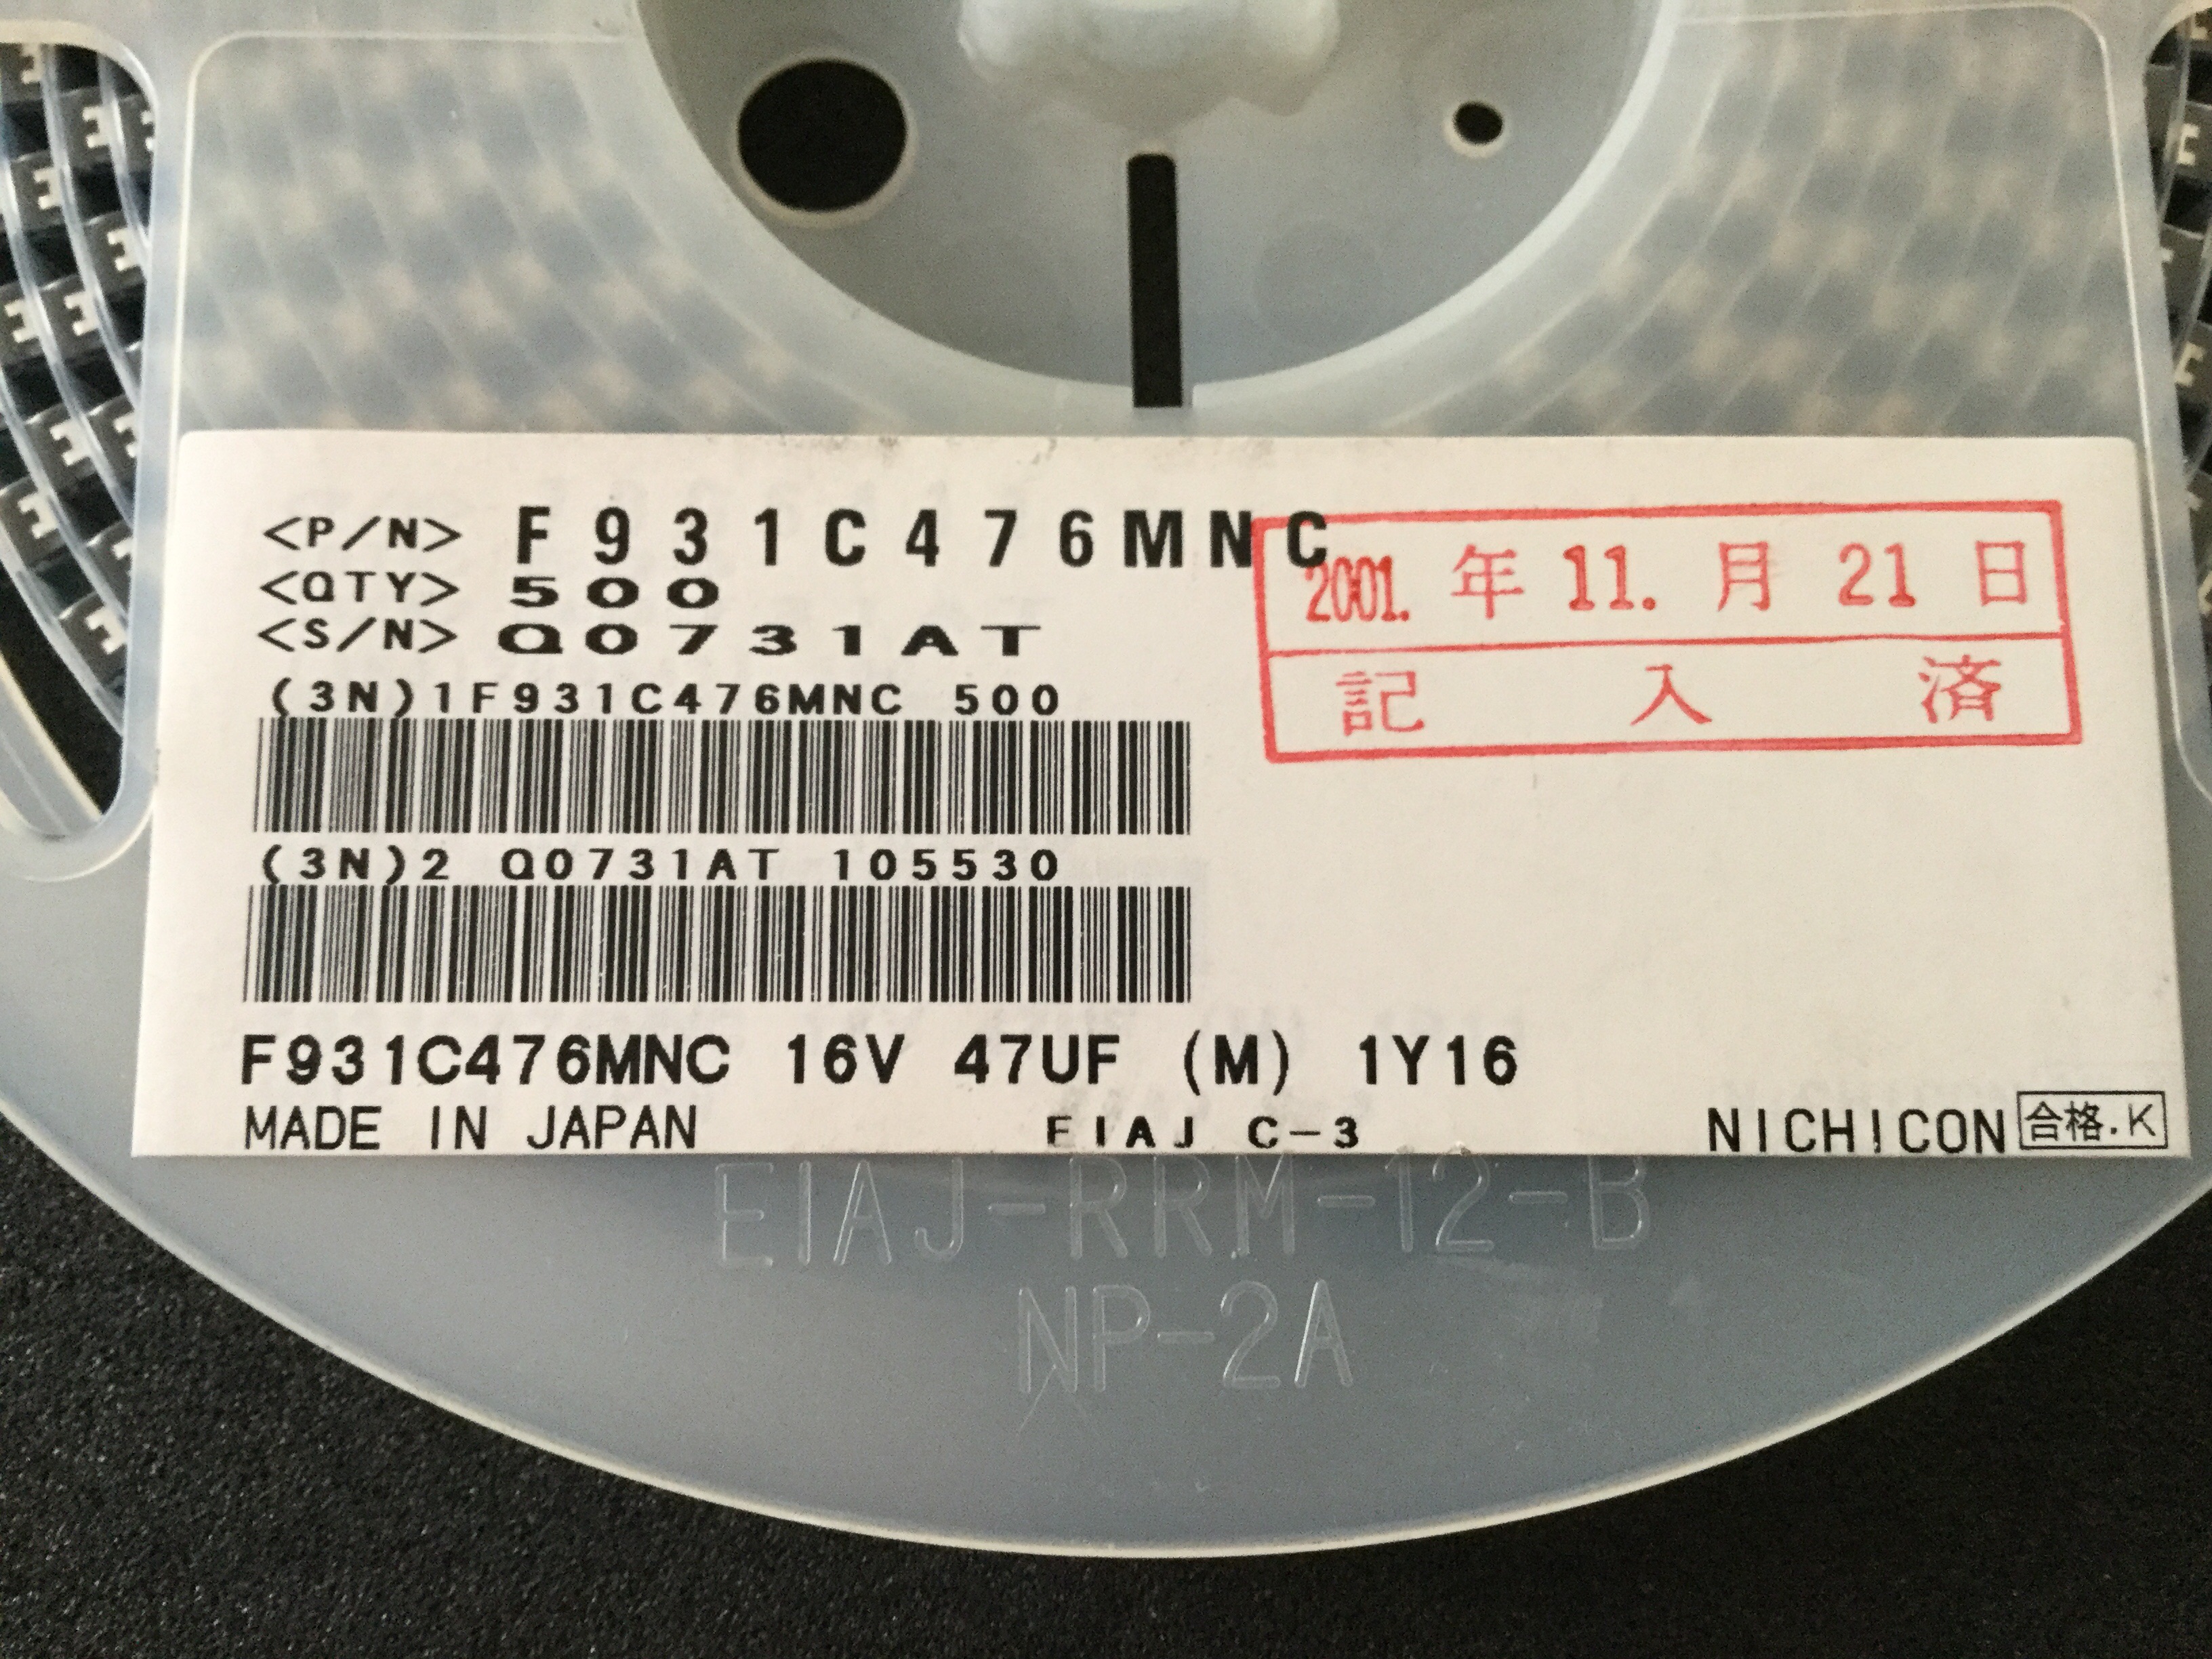 <P/N> F931C476MNC
2001. 年 11. 月 21 日
<QTY> 500
<S/N> Q0731AT
記 入 済
(3N)1F931C476MNC 500
(3N)2 Q0731AT 105530
F931C476MNC 16V 47UF (M) 1Y16
MADE IN JAPAN EIAJ C-3 NICHICON 合格.K
EIAJ-RRM-12-B
NP-2A